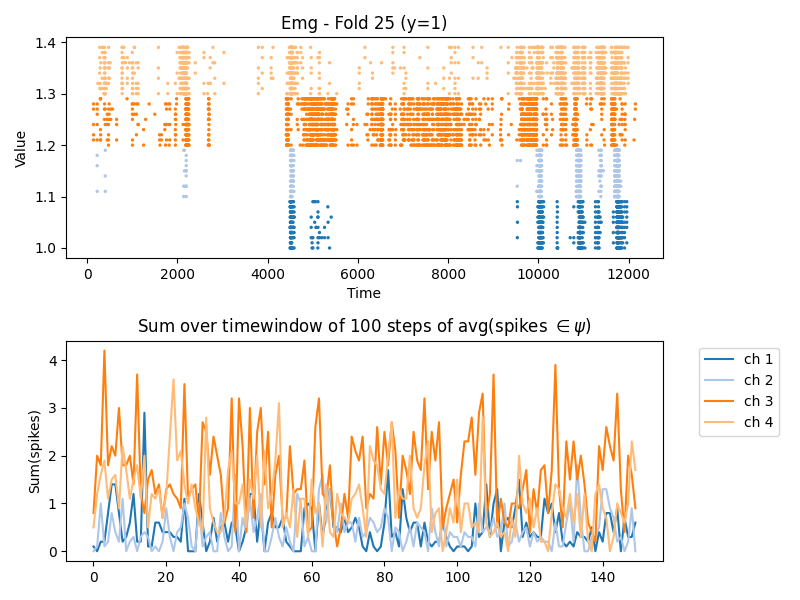 Emg - Fold 25 (y=1)
1.4
1.3
1.2
1.1
1.0
Value
0 2000 4000 6000 8000 10000 12000
Time
Sum over timewindow of 100 steps of avg(spikes ∈ ψ)
4
3
2
1
0
Sum(spikes)
0 20 40 60 80 100 120 140
ch 1
ch 2
ch 3
ch 4